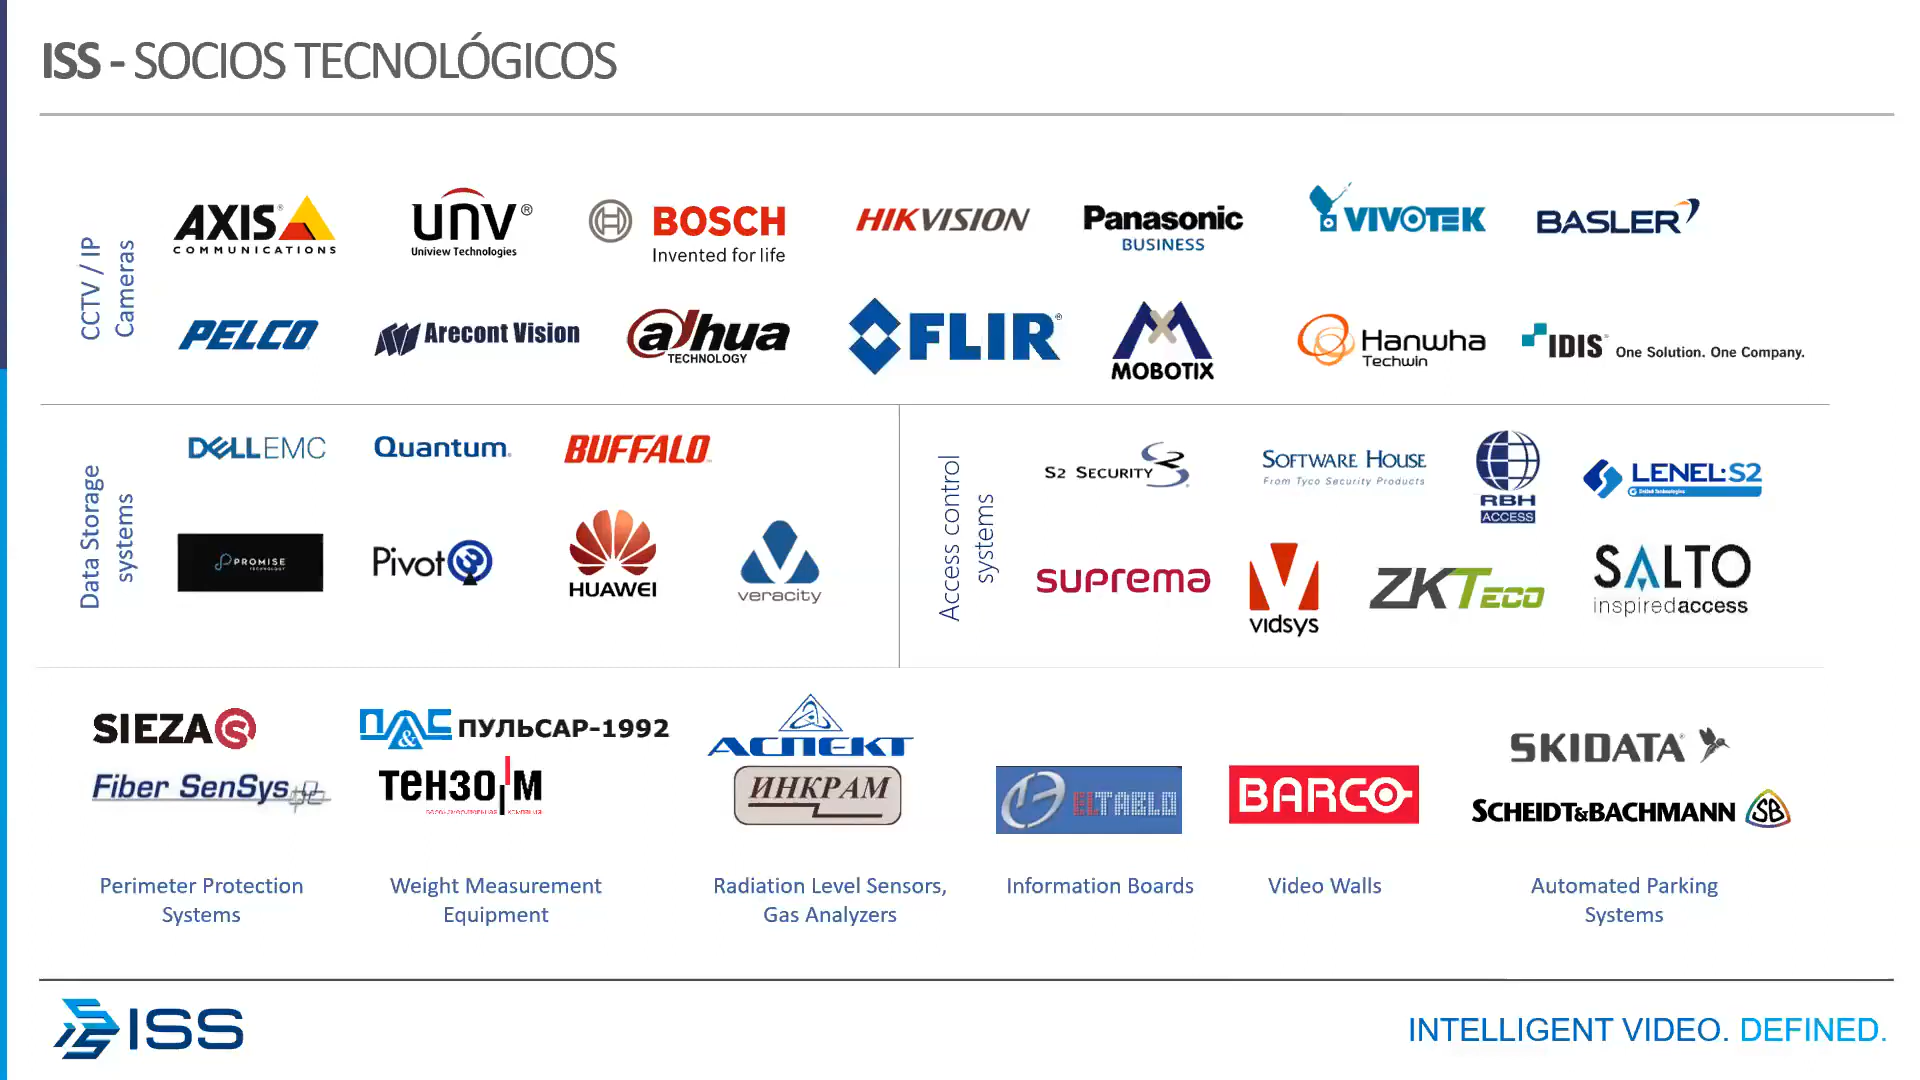 ISS - SOCIOS TECNOLÓGICOS
CCTV / IP
Cameras
AXIS®
COMMUNICATIONS
unv®
Uniview Technologies
BOSCH
Invented for life
HIKVISION
Panasonic
BUSINESS
VIVOTEK
BASLER
PELCO
Arecont Vision
alhua
TECHNOLOGY
FLIR®
MOBOTIX
Hanwha
Techwin
IDIS® One Solution. One Company.
Data Storage
systems
DELLEMC
Quantum.
BUFFALO™
PROMISE
TECHNOLOGY
Pivot3
HUAWEI
veracity
Access control
systems
S2 SECURITY
SOFTWARE HOUSE
From Tyco Security Products
RBH
ACCESS
LENEL·S2
United Technologies
suprema
vidsys
ZKTECO
SALTO
inspiredaccess
SIEZA
Fiber SenSys
П&С ПУЛЬСАР-1992
ТЕНЗО М
АСПЕКТ
ИНКРАМ
ELTABLO
BARCO
SKIDATA®
SCHEIDT&BACHMANN SB
Perimeter Protection
Systems
Weight Measurement
Equipment
Radiation Level Sensors,
Gas Analyzers
Information Boards
Video Walls
Automated Parking
Systems
ISS
INTELLIGENT VIDEO. DEFINED.